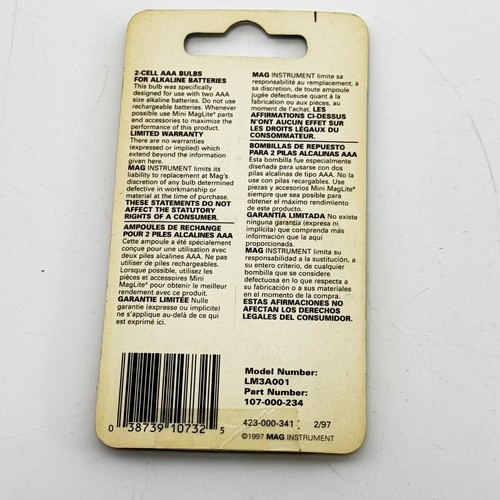 2-CELL AAA BULBS
FOR ALKALINE BATTERIES
This bulb was specifically
designed for use with two AAA
size alkaline batteries. Do not use
rechargeable batteries. Whenever
possible use Mini MagLite® parts
and accessories to maximize the
performance of this product.
LIMITED WARRANTY
There are no warranties
(expressed or implied) which
extend beyond the information
given here.
MAG INSTRUMENT limits its
liability to replacement at Mag's
discretion of any bulb determined
defective in workmanship or
material at the time of purchase.
THESE STATEMENTS DO NOT
AFFECT THE STATUTORY
RIGHTS OF A CONSUMER.
AMPOULES DE RECHANGE
POUR 2 PILES ALCALINES AAA
Cette ampoule a été spécialement
conçue pour une utilisation avec
deux piles alcalines AAA. Ne pas
utiliser de piles rechargeables.
Lorsque possible, utilisez les
pièces et accessoires Mini
MagLite® pour obtenir le meilleur
rendement avec ce produit.
GARANTIE LIMITÉE Nulle
garantie (expresse ou implicite)
ne s'applique au-delà de ce qui
est exprimé ici.
MAG INSTRUMENT limite sa
responsabilité au remplacement, à
sa discretion, de toute ampoule
jugée défectueuse quant à la
fabrication ou aux pièces, au
moment de l'achat. LES
AFFIRMATIONS CI-DESSUS
N'ONT AUCUN EFFET SUR
LES DROITS LÉGAUX DU
CONSOMMATEUR.
BOMBILLAS DE REPUESTO
PARA 2 PILAS ALCALINAS AAA
Esta bombilla fue especialmente
diseñada para usarse con dos
pilas alcalinas de tipo AAA. No la
use con pilas recargables. Use
piezas y accesorios Mini MagLite®
siempre que sea posible para
obtener el máximo rendimiento
de este producto.
GARANTÍA LIMITADA No existe
ninguna garantía (expresa ni
implícita) que comprenda más
información que la aquí
proporcionada.
MAG INSTRUMENT limita su
responsabilidad a la sustitución, a
su entero criterio, de cualquier
bombilla que se considere
defectuosa en lo que respecta a
su fabricación o a sus materiales
en el momento de la compra.
ESTAS AFIRMACIONES NO
AFECTAN LOS DERECHOS
LEGALES DEL CONSUMIDOR.
0 38739 10732 5
Model Number:
LM3A001
Part Number:
107-000-234
423-000-341 2/97
©1997 MAG INSTRUMENT